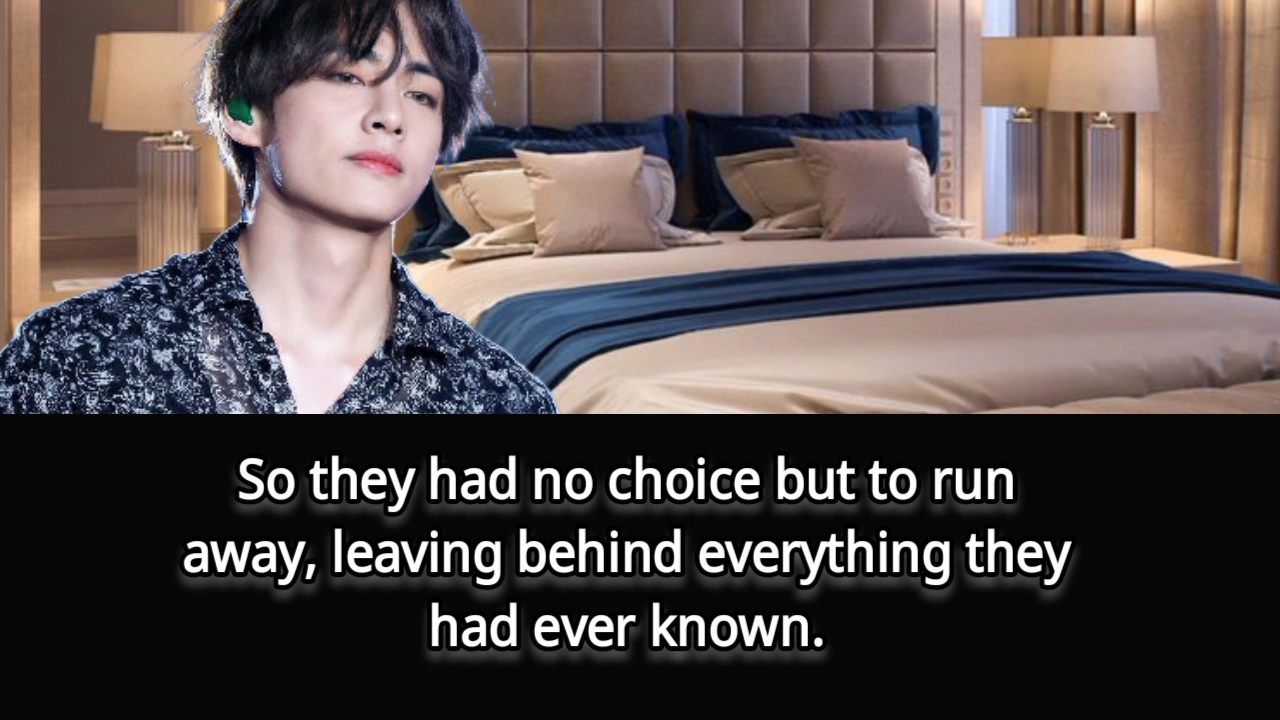 So they had no choice but to run
away, leaving behind everything they
had ever known.